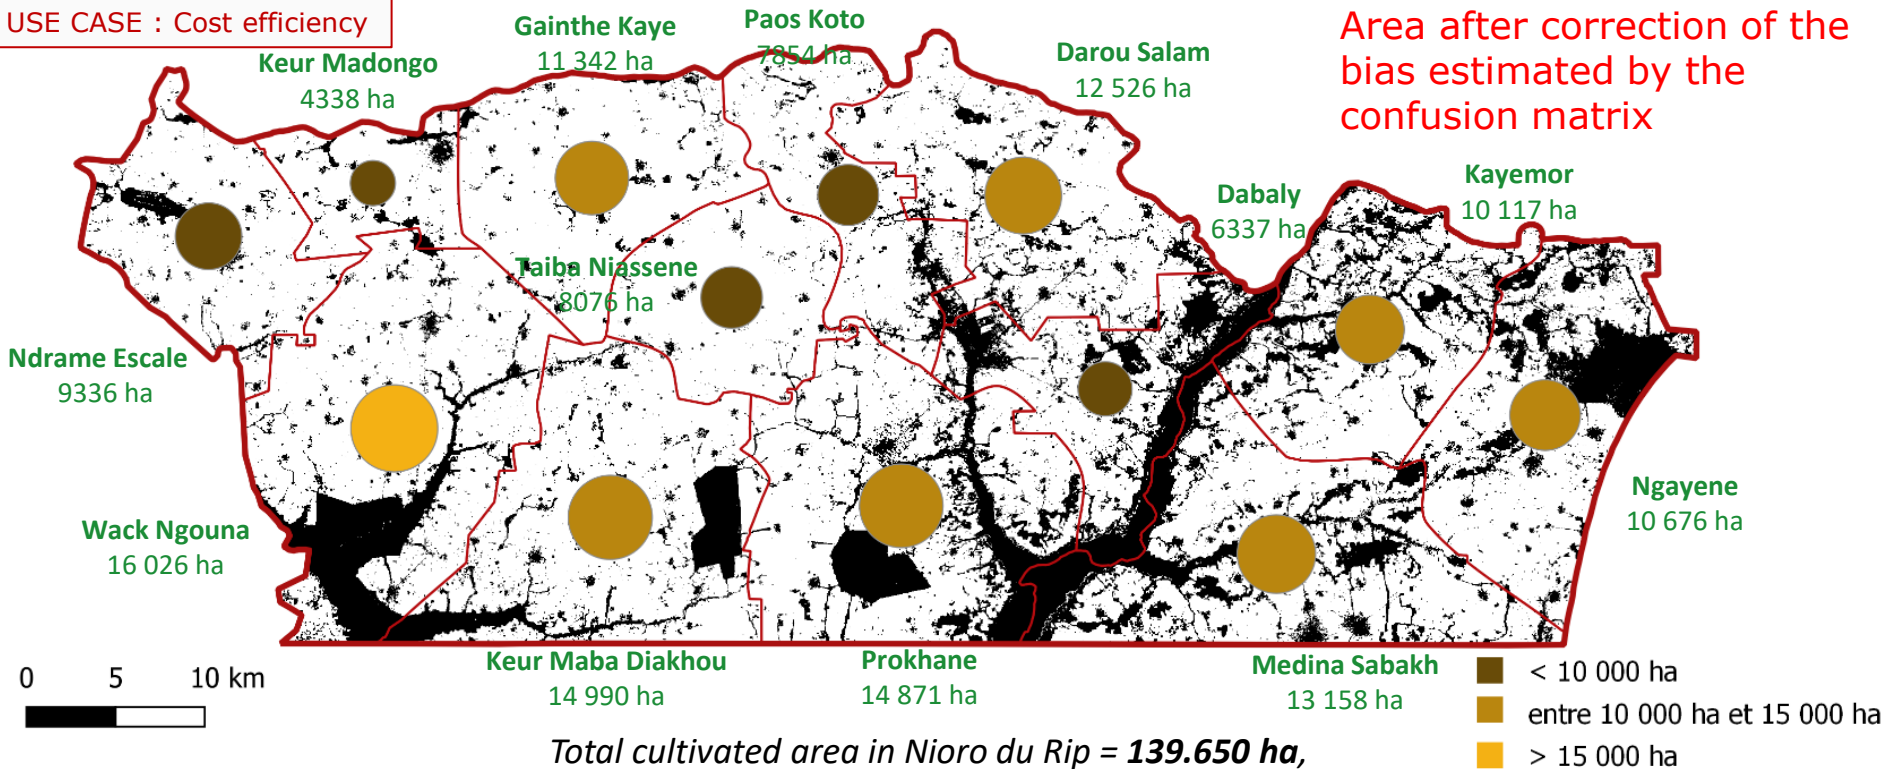 USE CASE : Cost efficiency
Area after correction of the
bias estimated by the
confusion matrix
Gainthe Kaye
11 342 ha
Paos Koto
7854 ha
Darou Salam
12 526 ha
Keur Madongo
4338 ha
Kayemor
10 117 ha
Dabaly
6337 ha
Taiba Niassene
8076 ha
Ndrame Escale
9336 ha
Wack Ngouna
16 026 ha
Ngayene
10 676 ha
Keur Maba Diakhou
14 990 ha
Prokhane
14 871 ha
Medina Sabakh
13 158 ha
0 5 10 km
< 10 000 ha
entre 10 000 ha et 15 000 ha
> 15 000 ha
Total cultivated area in Nioro du Rip = 139.650 ha,